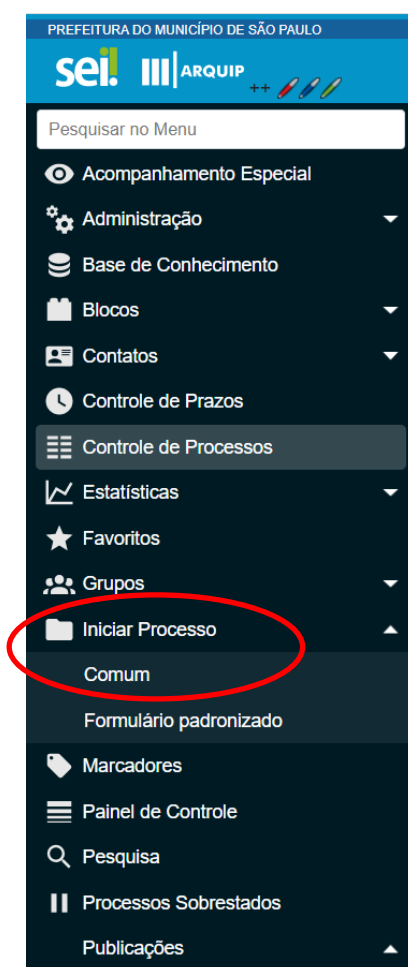 PREFEITURA DO MUNICÍPIO DE SÃO PAULO
sei! ARQUIP ++
Pesquisar no Menu
Acompanhamento Especial
Administração
Base de Conhecimento
Blocos
Contatos
Controle de Prazos
Controle de Processos
Estatísticas
Favoritos
Grupos
Iniciar Processo
Comum
Formulário padronizado
Marcadores
Painel de Controle
Pesquisa
Processos Sobrestados
Publicações